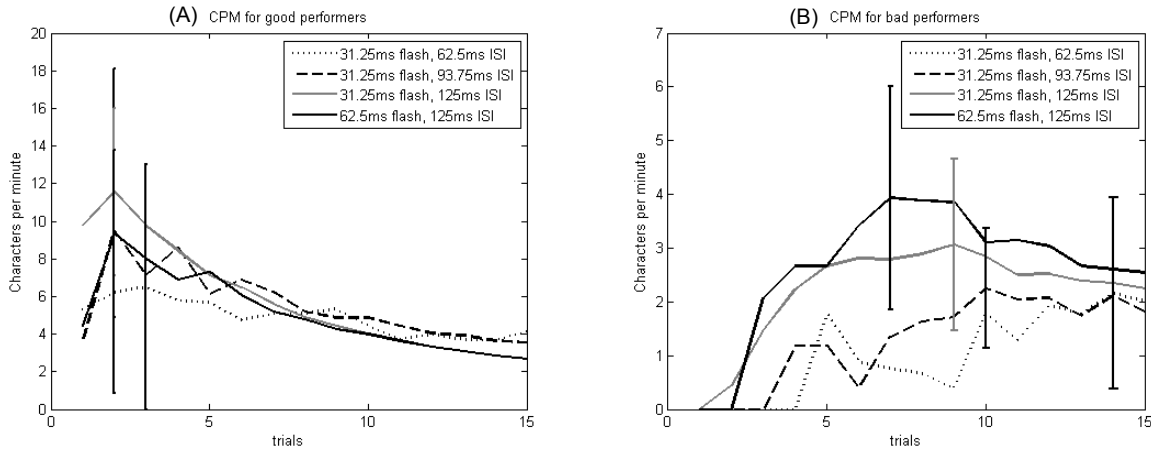 (A) CPM for good performers
20
18
16
14
12
10
8
6
4
2
0
Characters per minute
31.25ms flash, 62.5ms ISI
31.25ms flash, 93.75ms ISI
31.25ms flash, 125ms ISI
62.5ms flash, 125ms ISI
0 5 10 15
trials
(B) CPM for bad performers
7
6
5
4
3
2
1
0
Characters per minute
31.25ms flash, 62.5ms ISI
31.25ms flash, 93.75ms ISI
31.25ms flash, 125ms ISI
62.5ms flash, 125ms ISI
0 5 10 15
trials